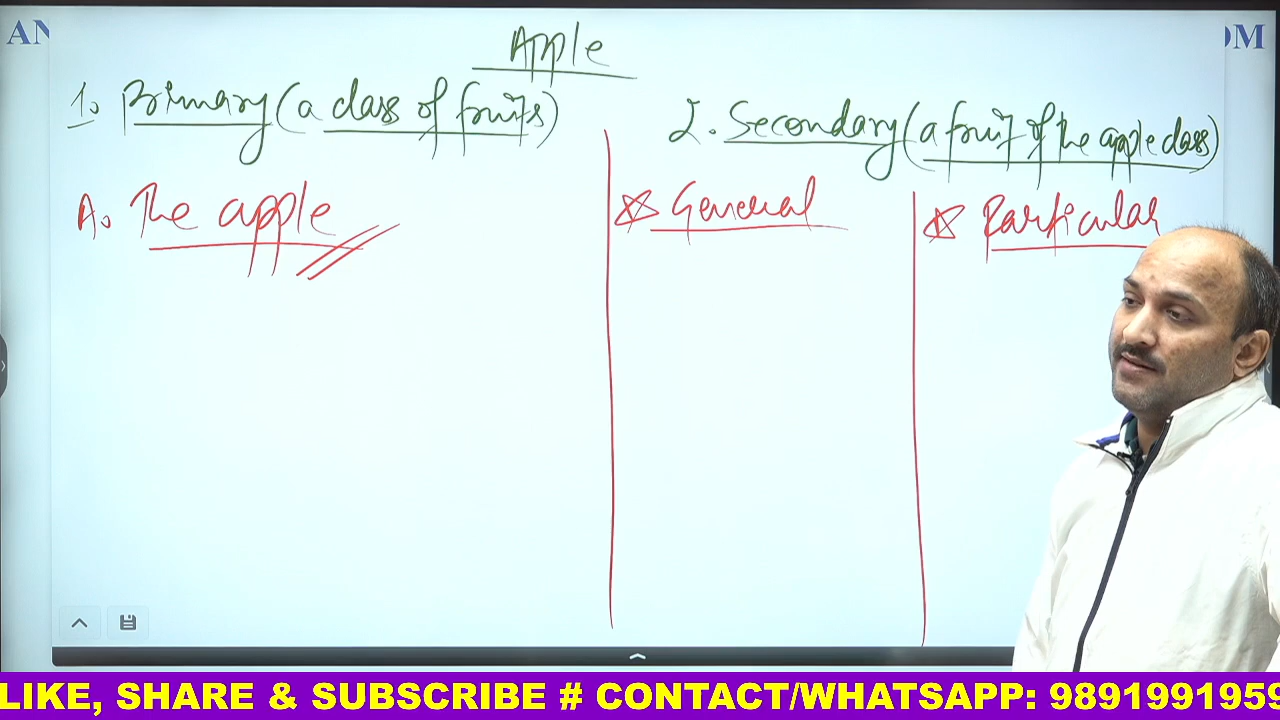 AN
OM
Apple
1. Primary (a class of fruits)
2. Secondary (a fruit of the apple class)
A. The apple
☆ General
☆ Particular
LIKE, SHARE & SUBSCRIBE # CONTACT/WHATSAPP: 9891991959